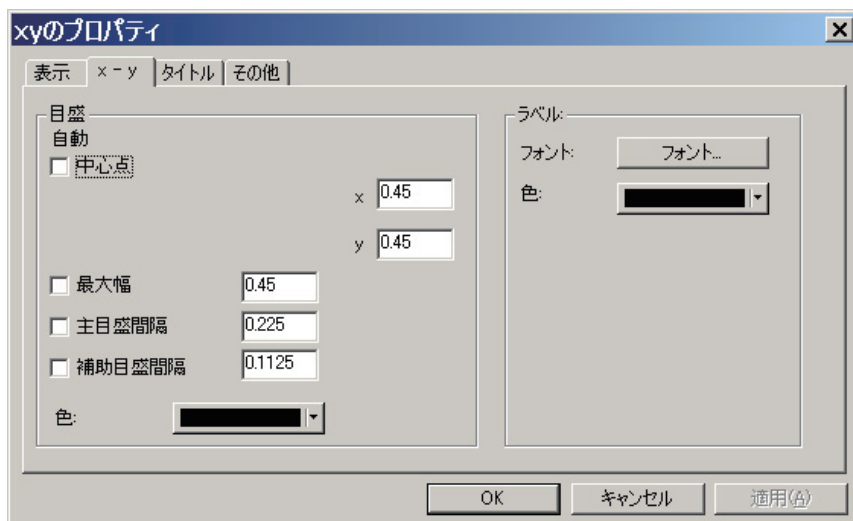 xyのプロパティ
表示 x-y タイトル その他
目盛
自動
中心点
x 0.45
y 0.45
最大幅 0.45
主目盛間隔 0.225
補助目盛間隔 0.1125
色:
ラベル:
フォント: フォント...
色:
OK キャンセル 適用(A)